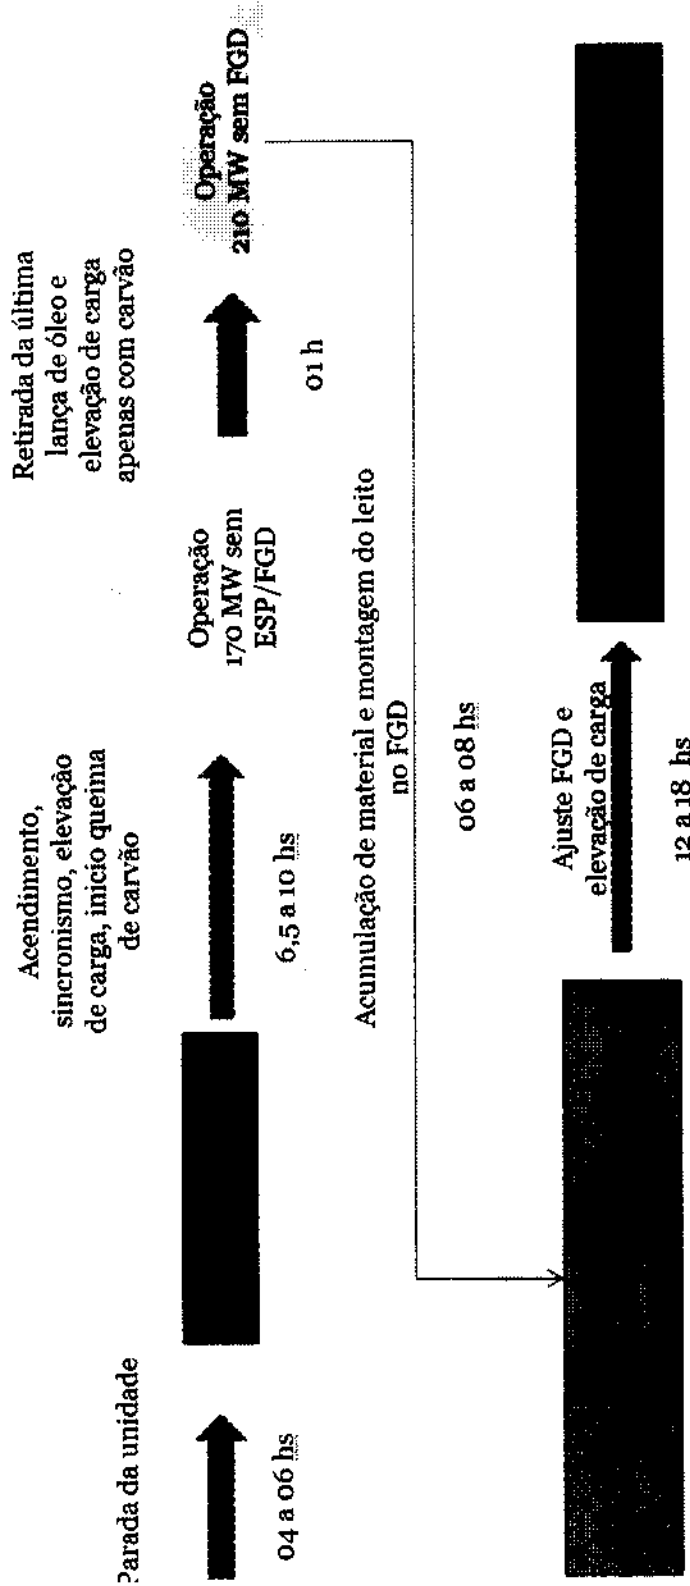 Parada da unidade
04 a 06 hs
Acendimento,
sincronismo, elevação
de carga, inicio queima
de carvão
6,5 a 10 hs
Operação
170 MW sem
ESP/FGD
Retirada da última
lança de óleo e
elevação de carga
apenas com carvão
01 h
Operação
210 MW sem FGD
Acumulação de material e montagem do leito
no FGD
06 a 08 hs
Ajuste FGD e
elevação de carga
12 a 18 hs